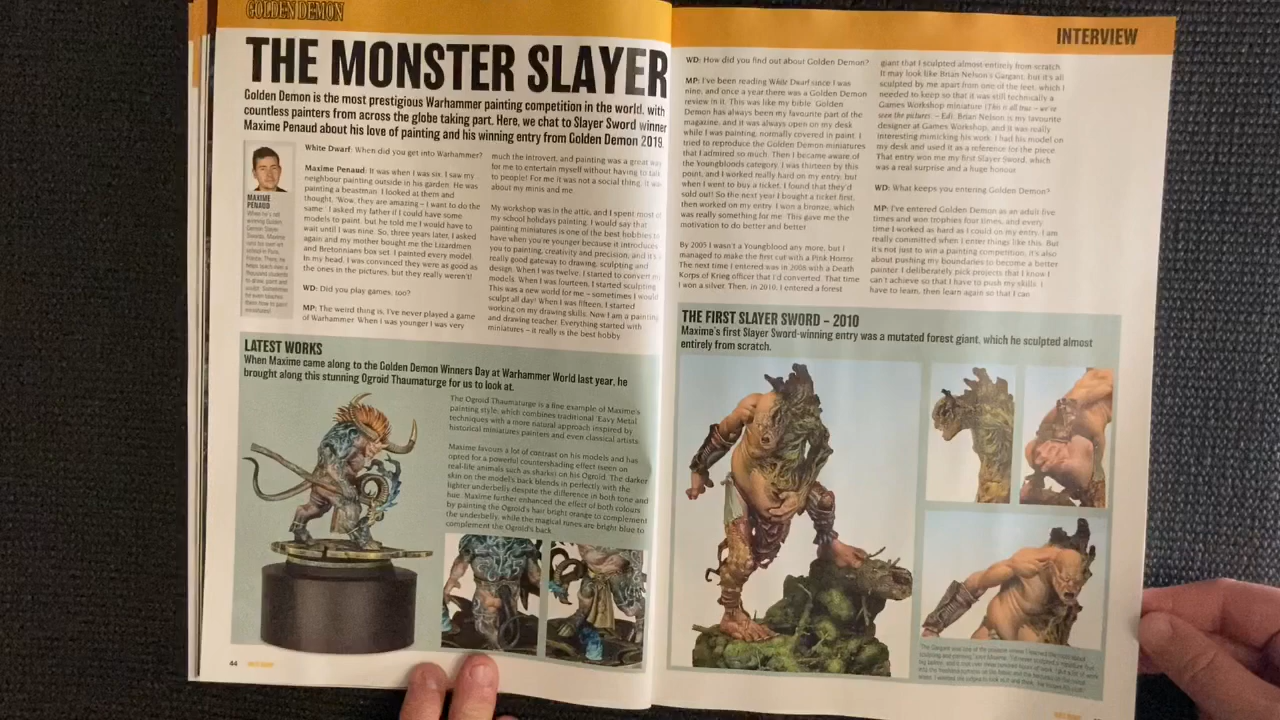 GOLDEN DEMON
THE MONSTER SLAYER
Golden Demon is the most prestigious Warhammer painting competition in the world, with
countless painters from across the globe taking part. Here, we chat to Slayer Sword winner
Maxime Penaud about his love of painting and his winning entry from Golden Demon 2019.
MAXIME
PENAUD
White Dwarf: When did you get into Warhammer?
Maxime Penaud: It was when I was six. I saw my
neighbour painting outside in his garden. He was
painting a beastman. I looked at them and
thought, 'Wow, they are amazing – I want to do the
same.' I asked my father if I could have some
models to paint, but he told me I would have to
wait until I was nine. So, three years later, I asked
again and my mother bought me the Lizardmen
and Bretonnians box set. I painted every model.
In my head, I was convinced they were as good as
the ones in the pictures, but they really weren't!
WD: Did you play games, too?
MP: The weird thing is, I've never played a game
of Warhammer. When I was younger I was very
much the introvert, and painting was a great way
for me to entertain myself without having to talk
to people! For me it was not a social thing. It was
about my minis and me.
My workshop was in the attic, and I spent most of
my school holidays painting. I would say that
painting miniatures is one of the best hobbies to
have when you are younger because it introduces
you to painting, creativity and precision, and it's a
really good gateway to drawing, sculpting and
design. When I was twelve, I started to convert my
models. When I was fourteen, I started sculpting.
This was a new world for me – sometimes I would
sculpt all day! When I was fifteen, I started
working on my drawing skills. Now I am a painting
and drawing teacher. Everything started with
miniatures – it really is the best hobby.
LATEST WORKS
When Maxime came along to the Golden Demon Winners Day at Warhammer World last year, he
brought along this stunning Ogroid Thaumaturge for us to look at.
The Ogroid Thaumaturge is a fine example of Maxime's
painting style, which combines traditional 'Eavy Metal
techniques with a more natural approach inspired by
historical miniatures painters and even classical artists.
Maxime favours a lot of contrast on his models and has
opted for a powerful countershading effect (seen on
real-life animals such as sharks) on his Ogroid. The darker
skin on the model's back blends in perfectly with the
lighter underbelly despite the difference in both tone and
hue. Maxime further enhanced the effect of both colours
by painting the Ogroid's hair bright orange to complement
the underbelly, while the magical runes are bright blue to
complement the Ogroid's back.
44
INTERVIEW
WD: How did you find out about Golden Demon?
MP: I've been reading White Dwarf since I was
nine, and once a year there was a Golden Demon
review in it. This was like my bible. Golden
Demon has always been my favourite part of the
magazine, and it was always open on my desk
while I was painting, normally covered in paint. I
tried to reproduce the Golden Demon miniatures
that I admired so much. Then I became aware of
the Youngbloods category. I was thirteen by this
point, and I worked really hard on my entry, but
when I went to buy a ticket, I found that they'd
sold out! So the next year I bought a ticket first,
then worked on my entry. I won a bronze, which
was really something for me. This gave me the
motivation to do better and better.
By 2005 I wasn't a Youngblood any more, but I
managed to make the first cut with a Pink Horror.
The next time I entered was in 2008 with a Death
Korps of Krieg officer that I'd converted. That time
I won a silver. Then, in 2010, I entered a forest
giant that I sculpted almost entirely from scratch.
It may look like Brian Nelson's Gargant, but it's all
sculpted by me apart from one of the feet, which I
needed to keep so that it was still technically a
Games Workshop miniature (This is all true – we've
seen the pictures. – Ed). Brian Nelson is my favourite
designer at Games Workshop, and it was really
interesting mimicking his work. I had his model on
my desk and used it as a reference for the piece.
That entry won me my first Slayer Sword, which
was a real surprise and a huge honour.
WD: What keeps you entering Golden Demon?
MP: I've entered Golden Demon as an adult five
times and won trophies four times, and every
time I worked as hard as I could on my entry. I am
really committed when I enter things like this. But
it's not just to win a painting competition, it's also
about pushing my boundaries to become a better
painter. I deliberately pick projects that I know I
can't achieve so that I have to push my skills. I
have to learn, then learn again so that I can
THE FIRST SLAYER SWORD – 2010
Maxime's first Slayer Sword-winning entry was a mutated forest giant, which he sculpted almost
entirely from scratch.